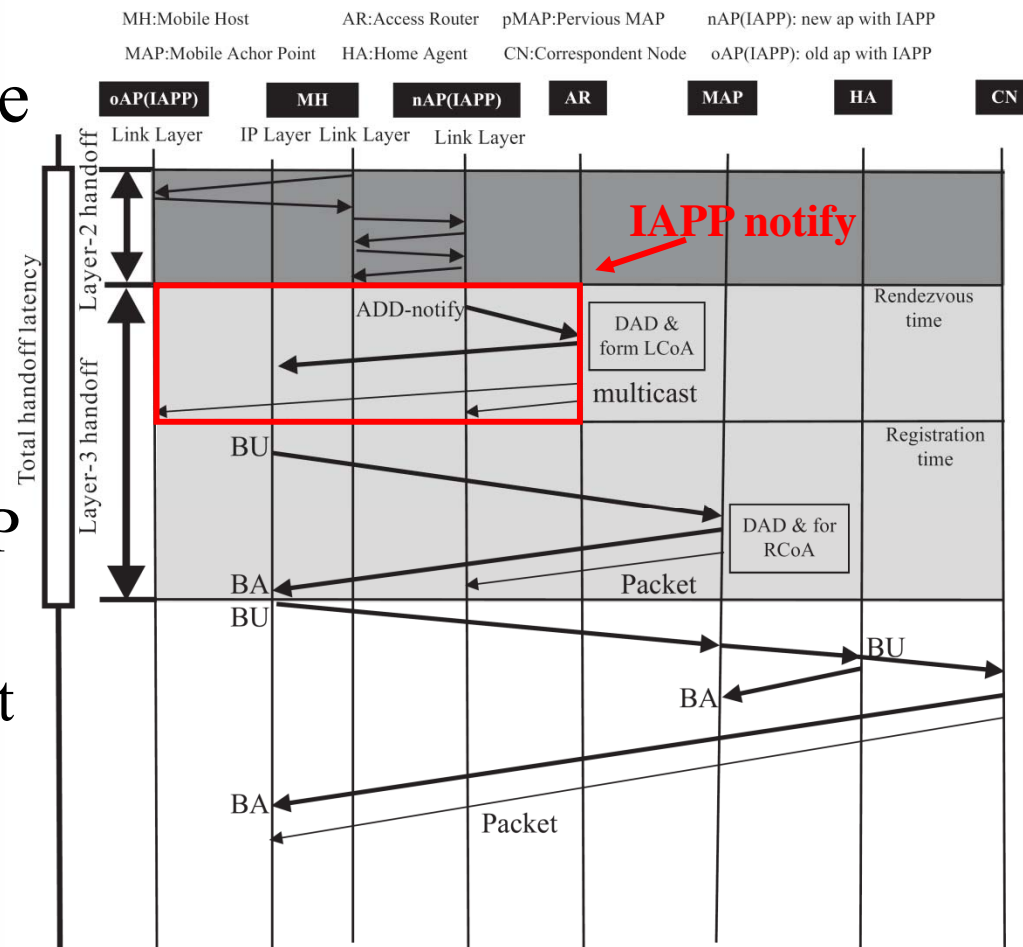 MH:Mobile Host AR:Access Router pMAP:Pervious MAP nAP(IAPP): new ap with IAPP
MAP:Mobile Achor Point HA:Home Agent CN:Correspondent Node oAP(IAPP): old ap with IAPP
e
oAP(IAPP) MH nAP(IAPP) AR MAP HA CN
Link Layer IP Layer Link Layer Link Layer
Total handoff latency
Layer-2 handoff
IAPP notify
Layer-3 handoff
ADD-notify
DAD &
form LCoA
Rendezvous
time
multicast
BU
Registration
time
P
DAD & for
RCoA
BA
Packet
BU
BU
t
BA
BA
Packet